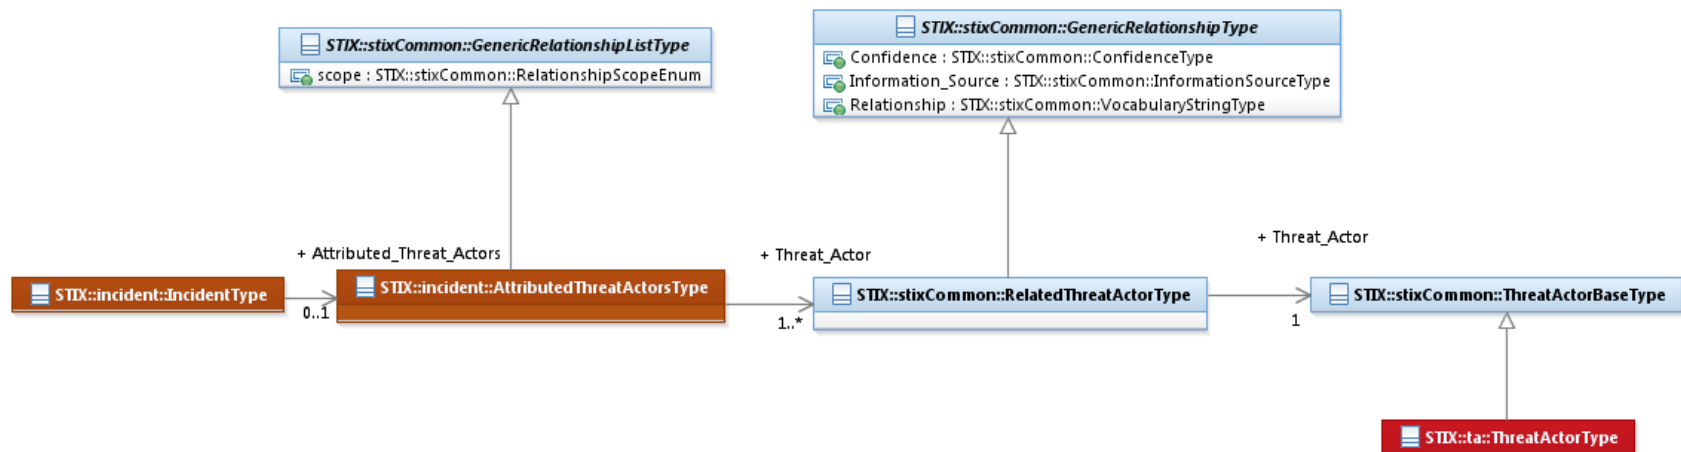 STIX::stixCommon::GenericRelationshipListType
scope : STIX::stixCommon::RelationshipScopeEnum
STIX::stixCommon::GenericRelationshipType
Confidence : STIX::stixCommon::ConfidenceType
Information_Source : STIX::stixCommon::InformationSourceType
Relationship : STIX::stixCommon::VocabularyStringType
+ Attributed_Threat_Actors
+ Threat_Actor
+ Threat_Actor
STIX::incident::IncidentType
0..1
STIX::incident::AttributedThreatActorsType
1..*
STIX::stixCommon::RelatedThreatActorType
1
STIX::stixCommon::ThreatActorBaseType
STIX::ta::ThreatActorType